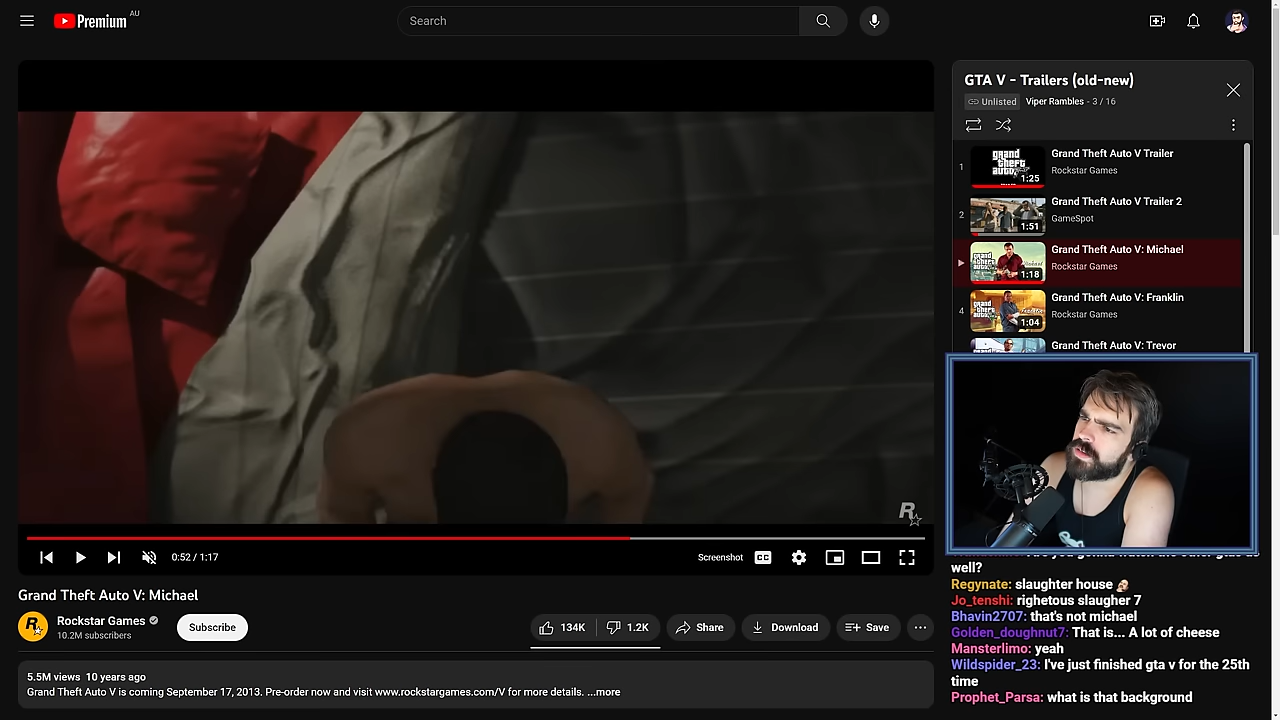 Premium AU
Search
GTA V - Trailers (old-new)
Unlisted Viper Rambles - 3 / 16
1 Grand Theft Auto V Trailer
Rockstar Games
1:25
2 Grand Theft Auto V Trailer 2
GameSpot
1:51
Grand Theft Auto V: Michael
Rockstar Games
1:18
4 Grand Theft Auto V: Franklin
Rockstar Games
1:04
Grand Theft Auto V: Trevor
0:52 / 1:17
Screenshot
CC
Grand Theft Auto V: Michael
Rockstar Games
10.2M subscribers
Subscribe
134K 1.2K Share Download Save
5.5M views 10 years ago
Grand Theft Auto V is coming September 17, 2013. Pre-order now and visit www.rockstargames.com/V for more details. ...more
well?
Regynate: slaughter house
Jo_tenshi: righetous slaugher 7
Bhavin2707: that's not michael
Golden_doughnut7: That is... A lot of cheese
Mansterlimo: yeah
Wildspider_23: I've just finished gta v for the 25th
time
Prophet_Parsa: what is that background